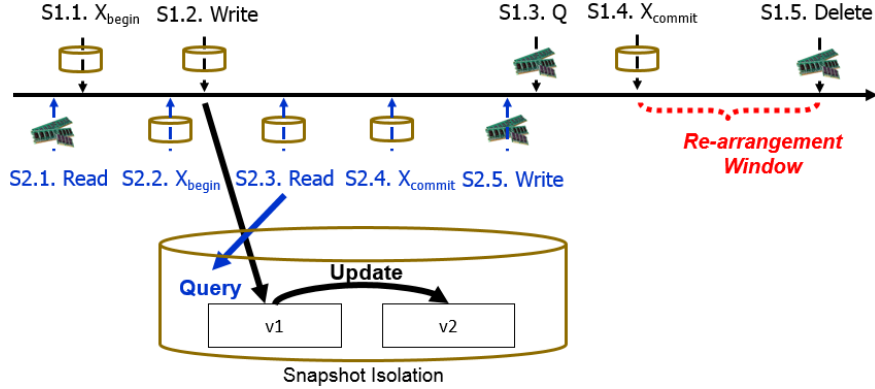 S1.1. Xbegin S1.2. Write S1.3. Q S1.4. Xcommit S1.5. Delete
Re-arrangement
Window
S2.1. Read S2.2. Xbegin S2.3. Read S2.4. Xcommit S2.5. Write
Update
Query
v1 v2
Snapshot Isolation